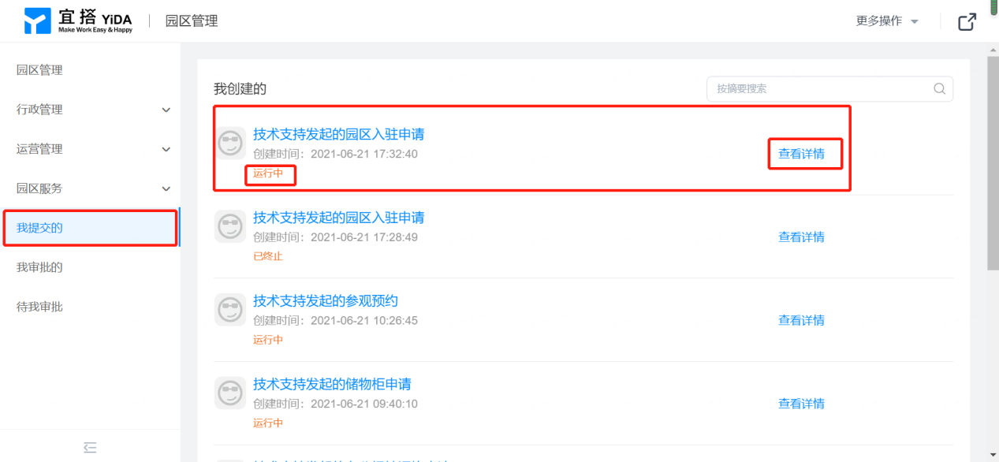 宜搭 YiDA
Make Work Easy & Happy
园区管理
更多操作
园区管理
行政管理
运营管理
园区服务
我提交的
我审批的
待我审批
我创建的
按摘要搜索
技术支持发起的园区入驻申请
创建时间：2021-06-21 17:32:40
运行中
查看详情
技术支持发起的园区入驻申请
创建时间：2021-06-21 17:28:49
已终止
查看详情
技术支持发起的参观预约
创建时间：2021-06-21 10:26:45
运行中
查看详情
技术支持发起的储物柜申请
创建时间：2021-06-21 09:40:10
运行中
查看详情